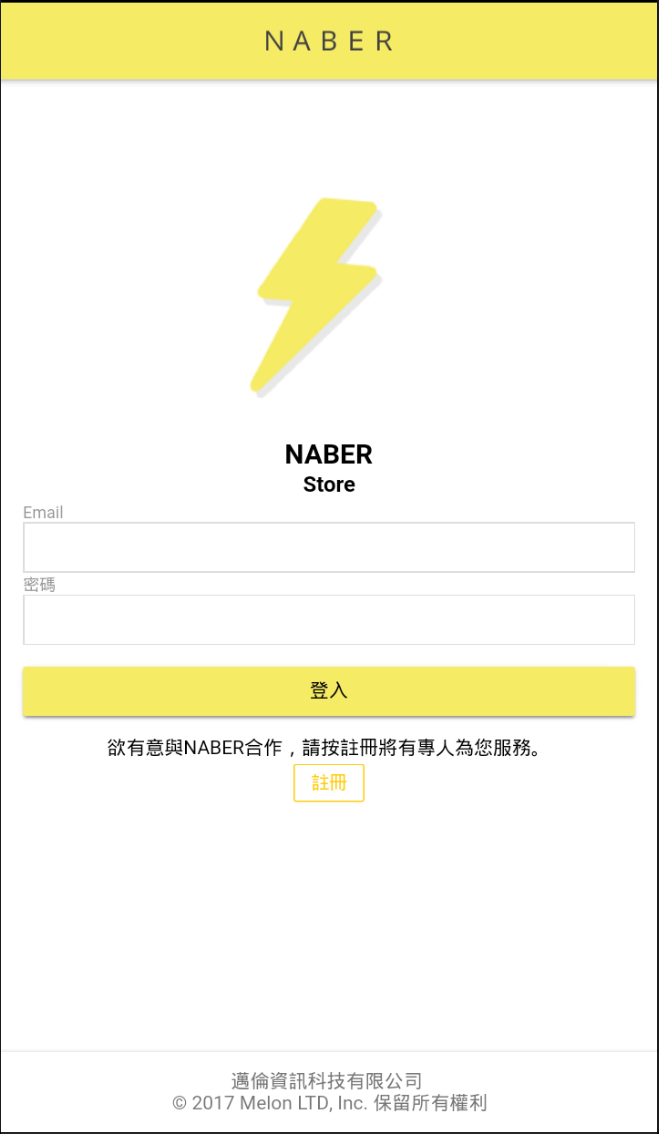 NABER
NABER
Store
Email
密碼
登入
欲有意與NABER合作，請按註冊將有專人為您服務。
註冊
邁倫資訊科技有限公司
© 2017 Melon LTD, Inc. 保留所有權利